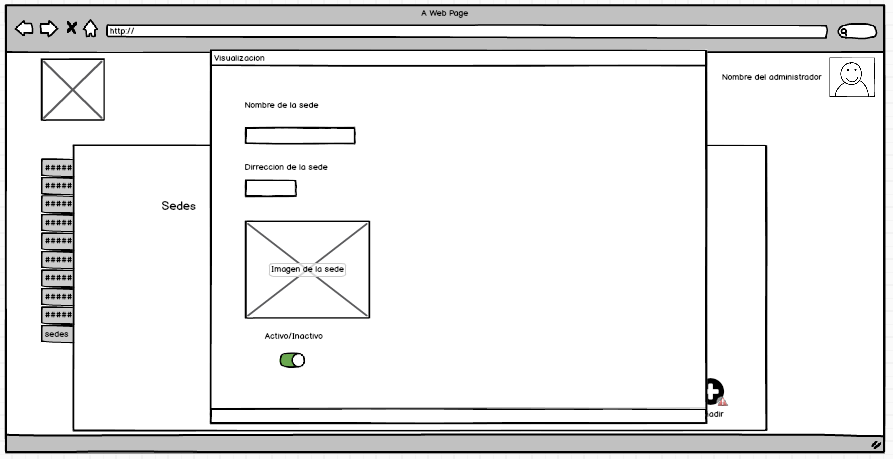 A Web Page
http://
Visualizacion
Nombre del administrador
Nombre de la sede
Dirreccion de la sede
#####
#####
#####
#####
#####
#####
#####
#####
#####
sedes
Sedes
Imagen de la sede
Activo/Inactivo